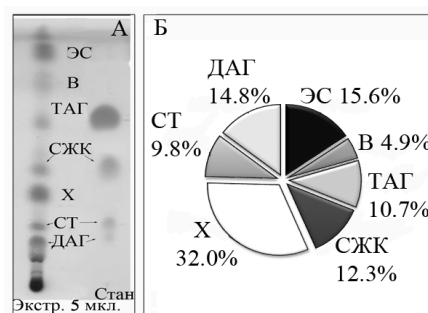 А
ЭС
В
ТАГ
СЖК
Х
СТ
ДАГ
Стан
Экстр. 5 мкл.
Б
ДАГ
14.8%
ЭС 15.6%
СТ
9.8%
В 4.9%
ТАГ
10.7%
Х
32.0%
СЖК
12.3%